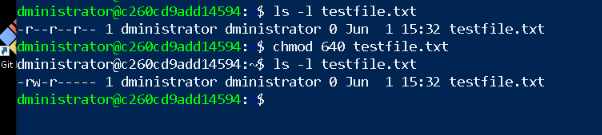 dministrator@c260cd9add14594: $ ls -l testfile.txt
-r--r--r-- 1 dministrator dministrator 0 Jun  1 15:32 testfile.txt
dministrator@c260cd9add14594: $ chmod 640 testfile.txt
dministrator@c260cd9add14594:~$ ls -l testfile.txt
-rw-r----- 1 dministrator dministrator 0 Jun  1 15:32 testfile.txt
dministrator@c260cd9add14594: $
Git